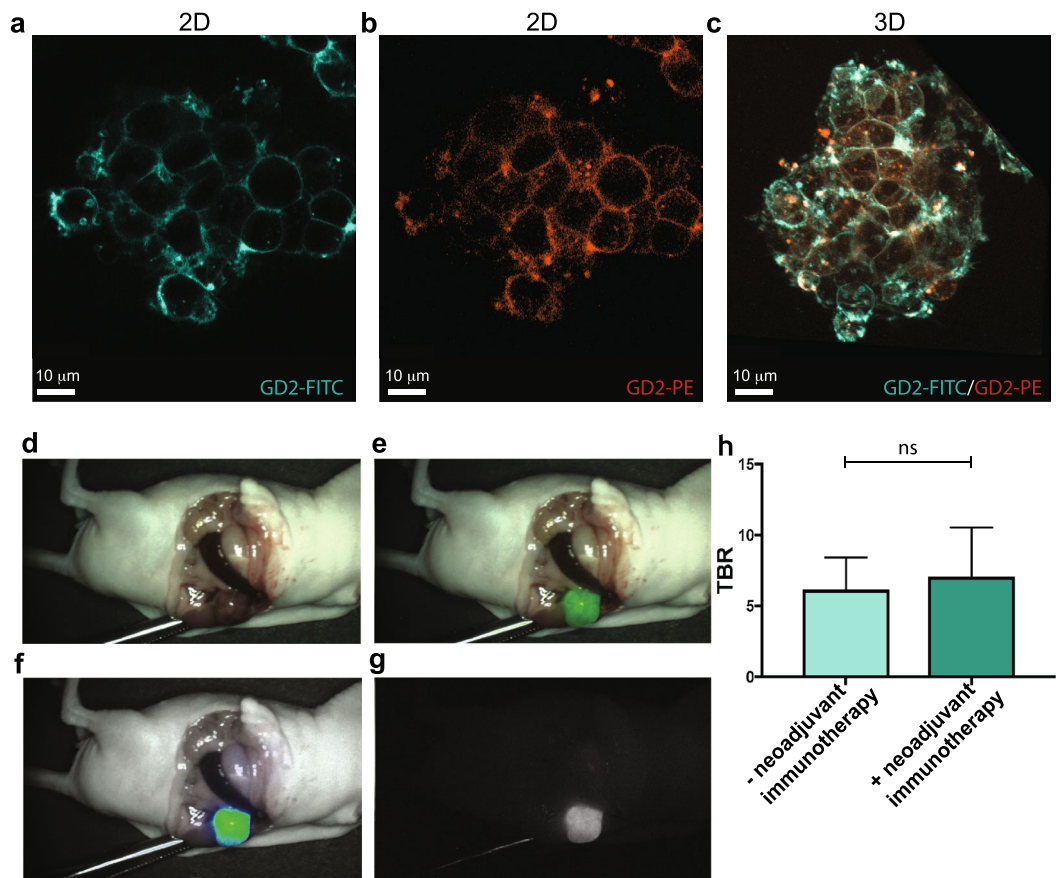 a
2D
b
2D
c
3D
10 μm
GD2-FITC
10 μm
GD2-PE
10 μm
GD2-FITC/GD2-PE
d
e
f
g
h
ns
15
10
5
0
TBR
- neoadjuvant
immunotherapy
+ neoadjuvant
immunotherapy